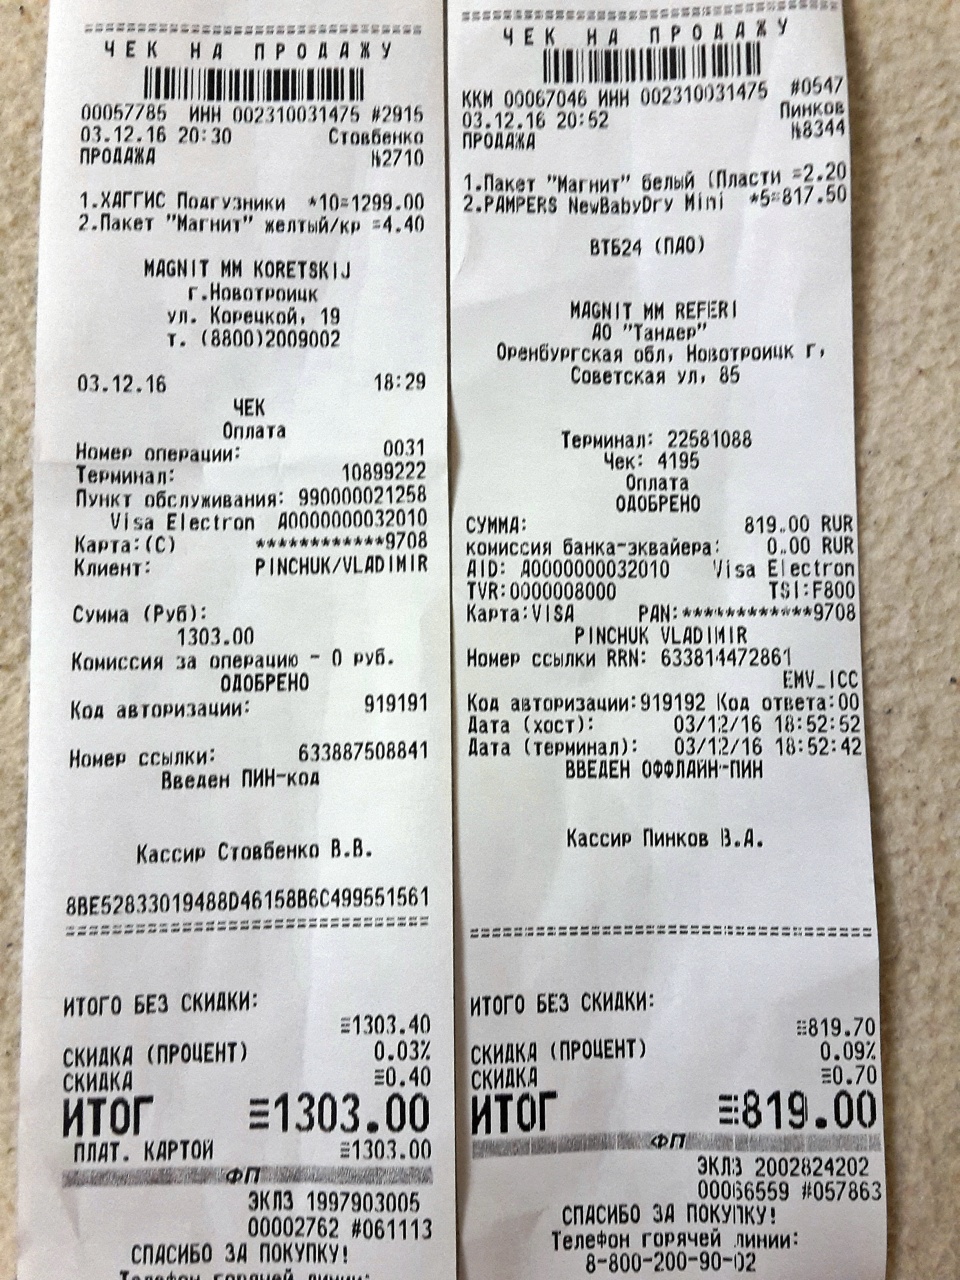 ЧЕК НА ПРОДАЖУ
00057785 ИНН 002310031475 #2915
03.12.16 20:30 Стовбенко
ПРОДАЖА №2710
1.ХАГГИС Подгузники *10=1299.00
2.Пакет "Магнит" желтый/кр =4.40
MAGNIT MM KORETSKIJ
г.Новотроицк
ул. Корецкой, 19
т. (8800)2009002
03.12.16 18:29
ЧЕК
Оплата
Номер операции: 0031
Терминал: 10899222
Пункт обслуживания: 990000021258
Visa Electron A0000000032010
Карта:(C) ************9708
Клиент: PINCHUK/VLADIMIR
Сумма (Руб):
1303.00
Комиссия за операцию - 0 руб.
ОДОБРЕНО
Код авторизации: 919191
Номер ссылки: 633887508841
Введен ПИН-код
Кассир Стовбенко В.В.
8BE52833019488D46158B6C499551561
ИТОГО БЕЗ СКИДКИ:
≡1303.40
СКИДКА (ПРОЦЕНТ) 0.03%
СКИДКА ≡0.40
ИТОГ ≡1303.00
ПЛАТ. КАРТОЙ ≡1303.00
ФП
ЭКЛЗ 1997903005
00002762 #061113
СПАСИБО ЗА ПОКУПКУ!
Телефон горячей линии:
ЧЕК НА ПРОДАЖУ
ККМ 00067046 ИНН 002310031475 #0547
03.12.16 20:52 Пинков
ПРОДАЖА №8344
1.Пакет "Магнит" белый (Пласти =2.20
2.PAMPERS NewBabyDry Mini *5=817.50
ВТБ24 (ПАО)
MAGNIT MM REFERI
АО "Тандер"
Оренбургская обл, Новотроицк г,
Советская ул, 85
Терминал: 22581088
Чек: 4195
Оплата
ОДОБРЕНО
СУММА: 819.00 RUR
комиссия банка-эквайера: 0.00 RUR
AID: A0000000032010 Visa Electron
TVR:0000008000 TSI:F800
Карта:VISA PAN:************9708
PINCHUK VLADIMIR
Номер ссылки RRN: 633814472861
EMV_ICC
Код авторизации:919192 Код ответа:00
Дата (хост): 03/12/16 18:52:52
Дата (терминал): 03/12/16 18:52:42
ВВЕДЕН ОФФЛАЙН-ПИН
Кассир Пинков В.А.
ИТОГО БЕЗ СКИДКИ:
≡819.70
СКИДКА (ПРОЦЕНТ) 0.09%
СКИДКА ≡0.70
ИТОГ ≡819.00
ФП
ЭКЛЗ 2002824202
00066559 #057863
СПАСИБО ЗА ПОКУПКУ!
Телефон горячей линии:
8-800-200-90-02